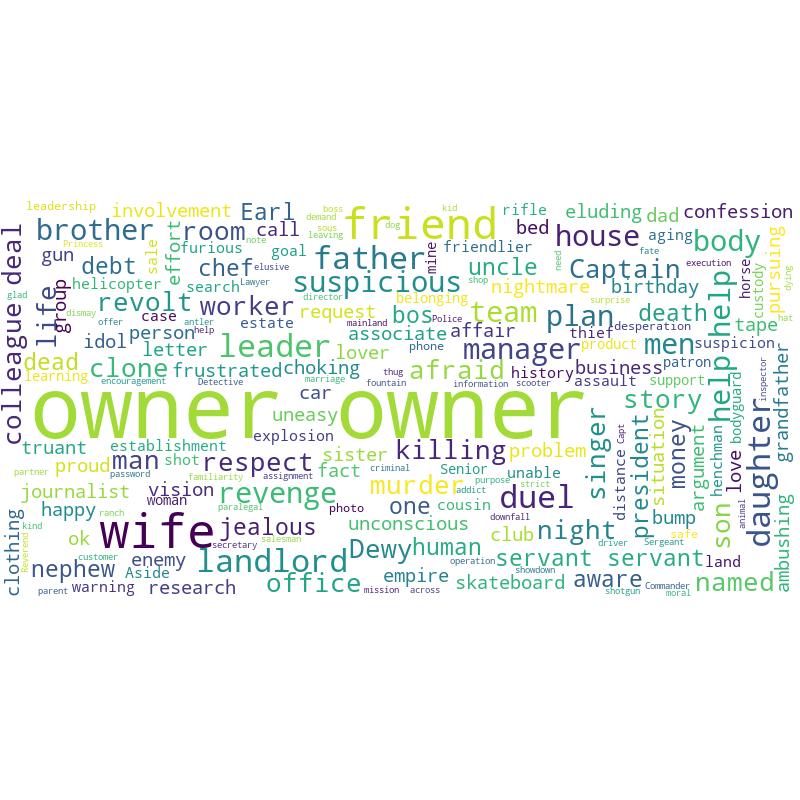 leadership involvement Earl boss demand friend kid rifle eluding dad confession
brother room call sous dog bed house aging body pursuing
Princess sale effort furious note goal father mine friendlier uncle Captain fate execution horse custody dizzy
gun debt chef search elusive Lawyer suspicious shop nightmare need birthday
colleague deal life group helicopter director belonging surprise hat
glad revolt worker request bos Police team plan death tape
dismay offer case antler estate mainland associate affair thief desperation suspicion
idol person help leader phone manager product men
dead letter lover history business patron
learning clone frustrated choking thug afraid assault support help help bodyguard inspector grandfather
encouragement Detective marriage fountain information scooter
owner owner car uneasy story
explosion singer Capt president situation money argument henchman love daughter
truant establishment sister killing problem distance
proud man shot respect fact criminal Senior unable
partner password familiarity assignment murder addict purpose strict
journalist vision woman revenge photo one cousin downfall duel son animal ambushing
happy ranch paralegal unconscious club night bump safe
clothing kind Reverend ok wife jealous Dewy human driver Sergeant
customer enemy secretary salesman landlord operation servant servant land
nephew Aside office empire showdown aware Commander named
parent warning research mission across skateboard shotgun moral